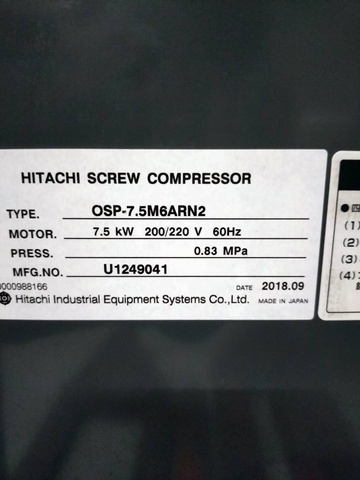 HITACHI SCREW COMPRESSOR
TYPE. OSP-7.5M6ARN2
MOTOR. 7.5 kW 200/220 V 60Hz
PRESS. 0.83 MPa
MFG.NO. U1249041
0000988166 DATE 2018.09
Hitachi Industrial Equipment Systems Co.,Ltd. MADE IN JAPAN
(1)
(2)
(3)
(4)